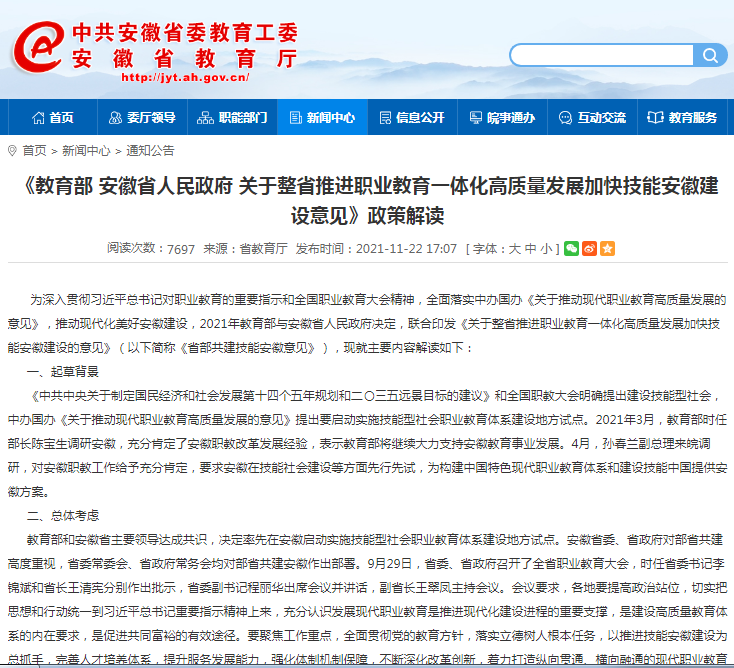 中共安徽省委教育工委
安徽省教育厅
http://jyt.ah.gov.cn/
首页 委厅领导 职能部门 新闻中心 信息公开 皖事通办 互动交流 教育服务
首页 > 新闻中心 > 通知公告
《教育部 安徽省人民政府 关于整省推进职业教育一体化高质量发展加快技能安徽建
设意见》政策解读
阅读次数：7697 来源：省教育厅 发布时间：2021-11-22 17:07 [ 字体：大 中 小 ]
为深入贯彻习近平总书记对职业教育的重要指示和全国职业教育大会精神，全面落实中办国办《关于推动现代职业教育高质量发展的
意见》，推动现代化美好安徽建设，2021年教育部与安徽省人民政府决定，联合印发《关于整省推进职业教育一体化高质量发展加快技
能安徽建设的意见》（以下简称《省部共建技能安徽意见》），现就主要内容解读如下：
一、起草背景
《中共中央关于制定国民经济和社会发展第十四个五年规划和二〇三五远景目标的建议》和全国职教大会明确提出建设技能型社会，
中办国办《关于推动现代职业教育高质量发展的意见》提出要启动实施技能型社会职业教育体系建设地方试点。2021年3月，教育部时任
部长陈宝生调研安徽，充分肯定了安徽职教改革发展经验，表示教育部将继续大力支持安徽教育事业发展。4月，孙春兰副总理来皖调
研，对安徽职教工作给予充分肯定，要求安徽在技能社会建设等方面先行先试，为构建中国特色现代职业教育体系和建设技能中国提供安
徽方案。
二、总体考虑
教育部和安徽省主要领导达成共识，决定率先在安徽启动实施技能型社会职业教育体系建设地方试点。安徽省委、省政府对部省共建
高度重视，省委常委会、省政府常务会均对部省共建安徽作出部署。9月29日，省委、省政府召开了全省职业教育大会，时任省委书记李
锦斌和省长王清宪分别作出批示，省委副书记程丽华出席会议并讲话，副省长王翠凤主持会议。会议要求，各地要提高政治站位，切实把
思想和行动统一到习近平总书记重要指示精神上来，充分认识发展现代职业教育是推进现代化建设进程的重要支撑，是建设高质量教育体
系的内在要求，是促进共同富裕的有效途径。要聚焦工作重点，全面贯彻党的教育方针，落实立德树人根本任务，以推进技能安徽建设为
总抓手，完善人才培养体系，提升服务发展能力，强化体制机制保障，不断深化改革创新，着力打造纵向贯通、横向融通的现代职业教育